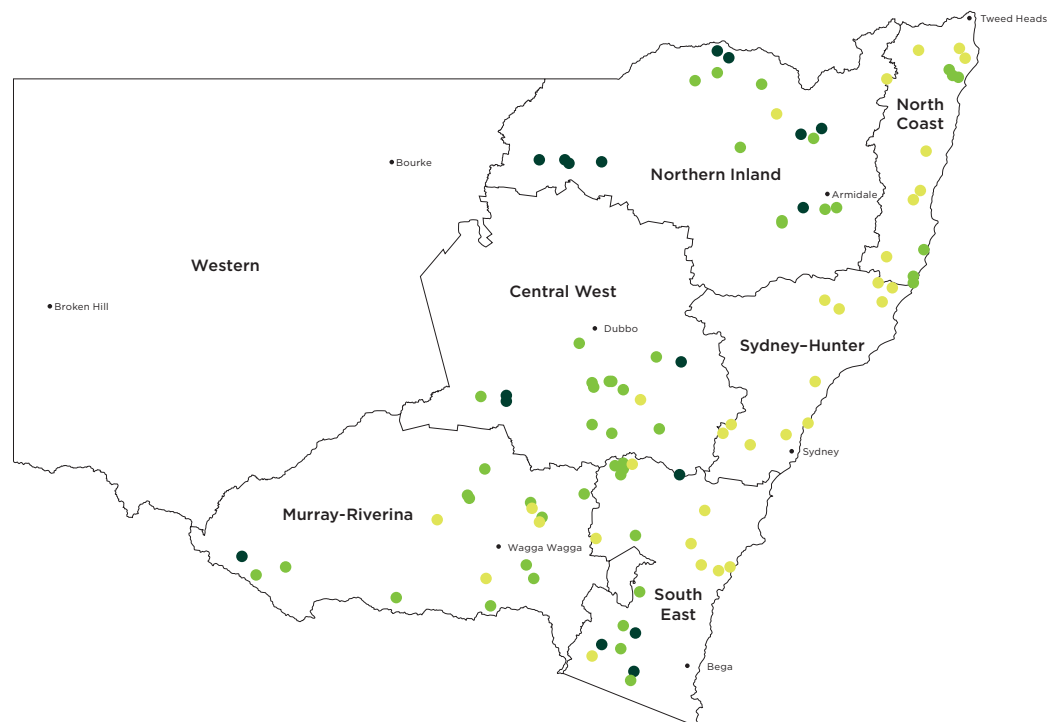 Tweed Heads
North
Coast
Bourke
Northern Inland
Armidale
Western
Central West
Broken Hill
Dubbo
Sydney–Hunter
Sydney
Murray-Riverina
Wagga Wagga
South
East
Bega